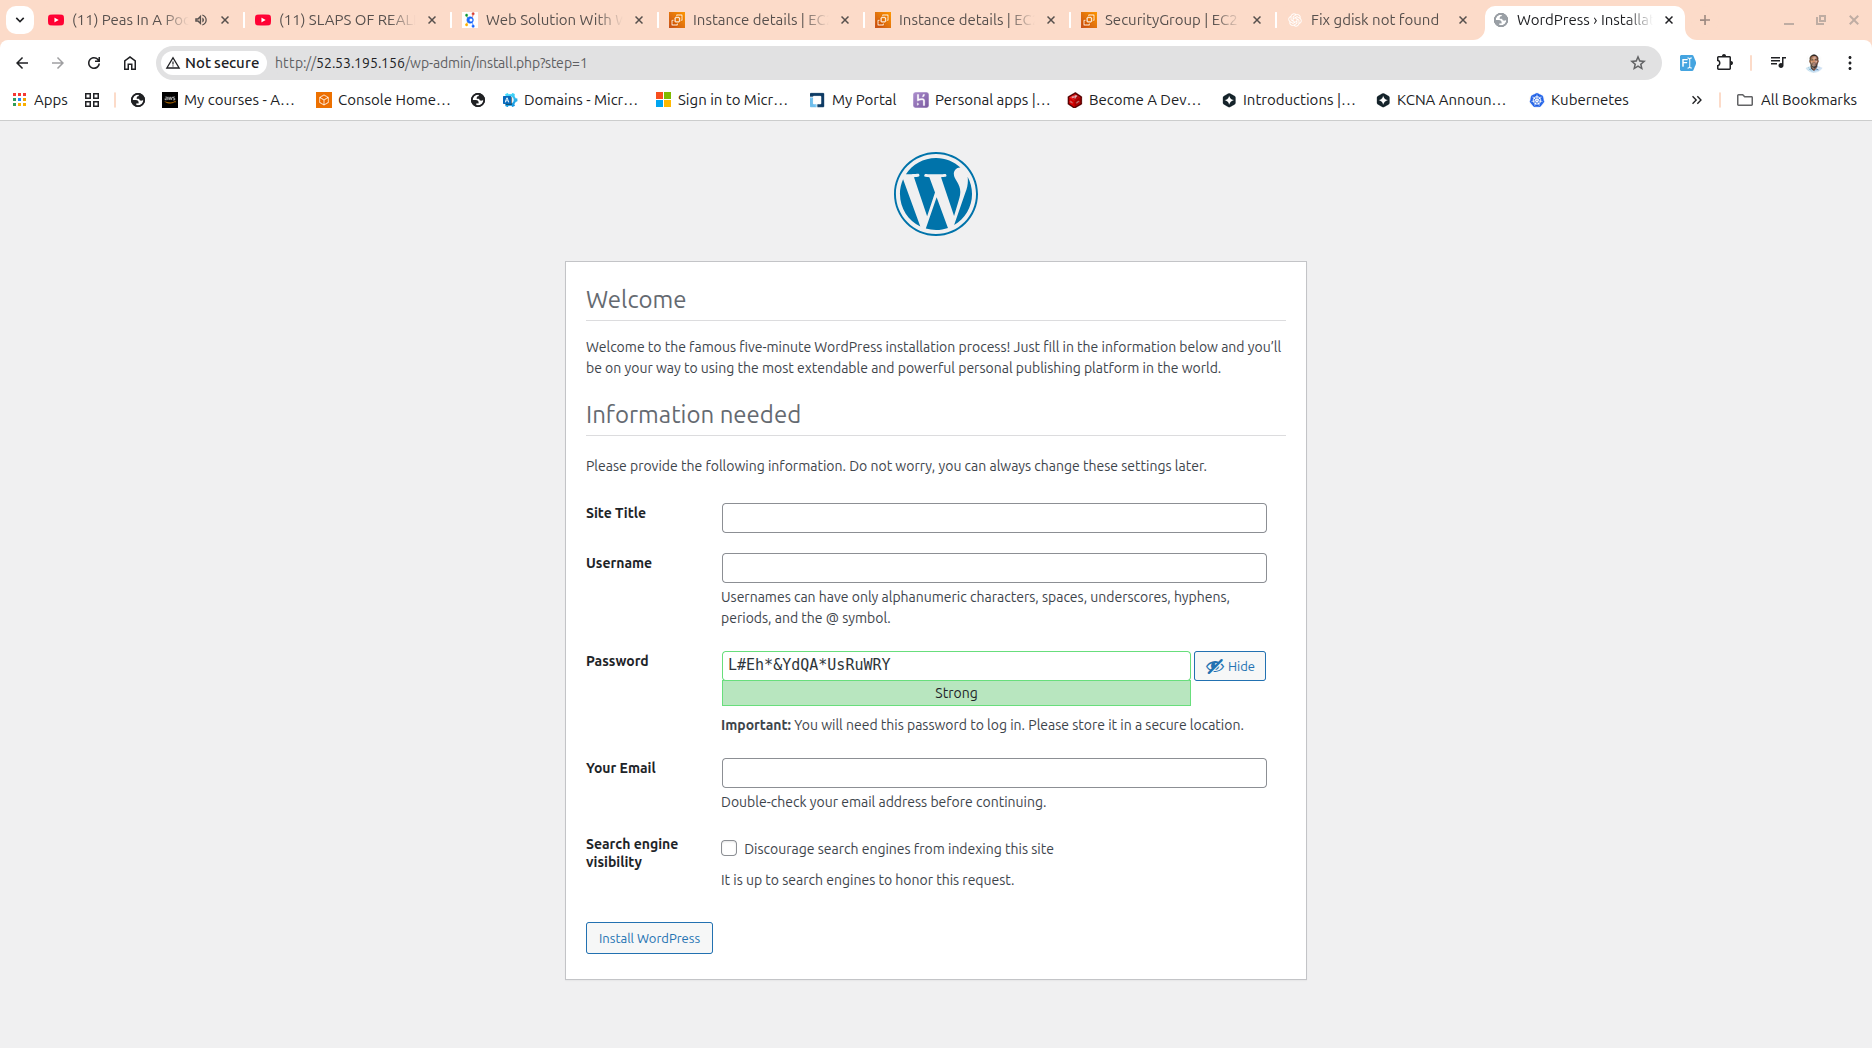 (11) Peas In A Po
(11) SLAPS OF REAL
Web Solution With
Instance details | EC
Instance details | EC
SecurityGroup | EC2
Fix gdisk not found
WordPress › Installa
Not secure
http://52.53.195.156/wp-admin/install.php?step=1
Apps
My courses - A...
Console Home...
Domains - Micr...
Sign in to Micr...
My Portal
Personal apps |...
Become A Dev...
Introductions |...
KCNA Announ...
Kubernetes
»
All Bookmarks
Welcome
Welcome to the famous five-minute WordPress installation process! Just fill in the information below and you’ll
be on your way to using the most extendable and powerful personal publishing platform in the world.
Information needed
Please provide the following information. Do not worry, you can always change these settings later.
Site Title
Username
Usernames can have only alphanumeric characters, spaces, underscores, hyphens,
periods, and the @ symbol.
Password
L#Eh*&YdQA*UsRuWRY
Hide
Strong
Important: You will need this password to log in. Please store it in a secure location.
Your Email
Double-check your email address before continuing.
Search engine
visibility
Discourage search engines from indexing this site
It is up to search engines to honor this request.
Install WordPress